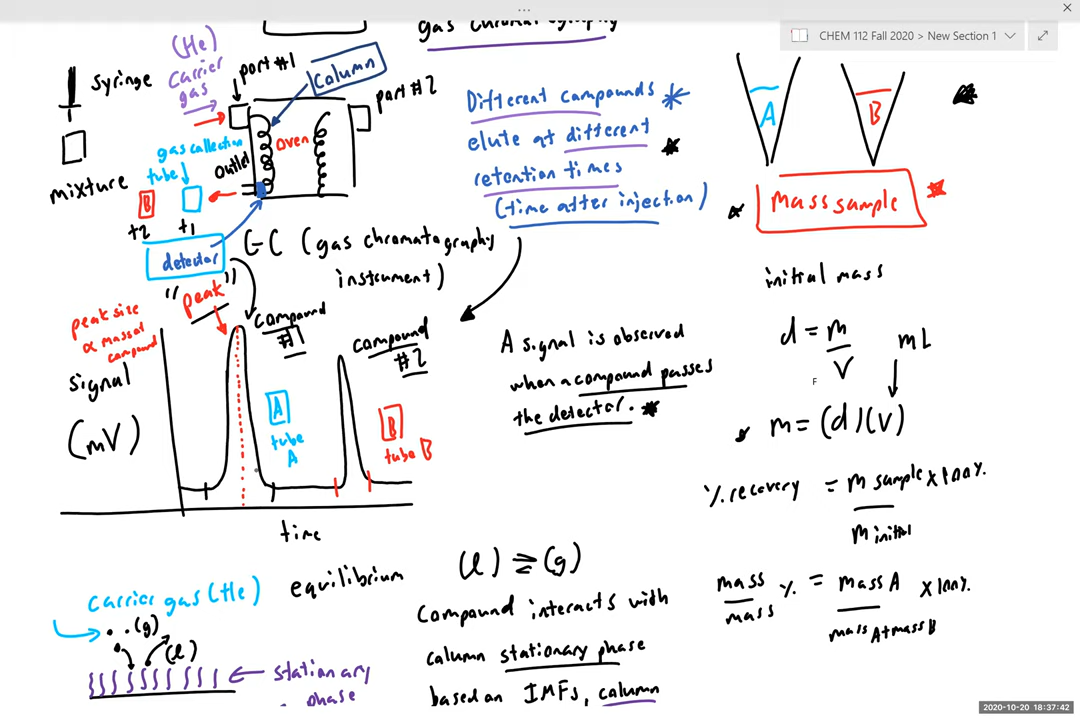 gas chromatography
CHEM 112 Fall 2020 > New Section 1
syringe
mixture
(He)
carrier
gas
port #1
column
port #2
oven
gas collection
tube
outlet
B
t2
t1
detector
GC (gas chromatography
instrument)
Different compounds
elute at different
retention times
(time after injection)
A
B
Mass sample
initial mass
d = m
V
mL
m = (d)(V)
% recovery = m sample x 100%
m initial
mass % = mass A x 100%
mass
mass A + mass B
"peak"
peak size
∝ mass of
compound
signal
(mV)
compound
#1
compound
#2
A
tube
A
B
tube B
time
A signal is observed
when a compound passes
the detector.
carrier gas (He)
(g)
(l)
stationary
phase
equilibrium
(l) ⇌ (g)
Compound interacts with
column stationary phase
based on IMFs, column
2020-10-20 18:37:42